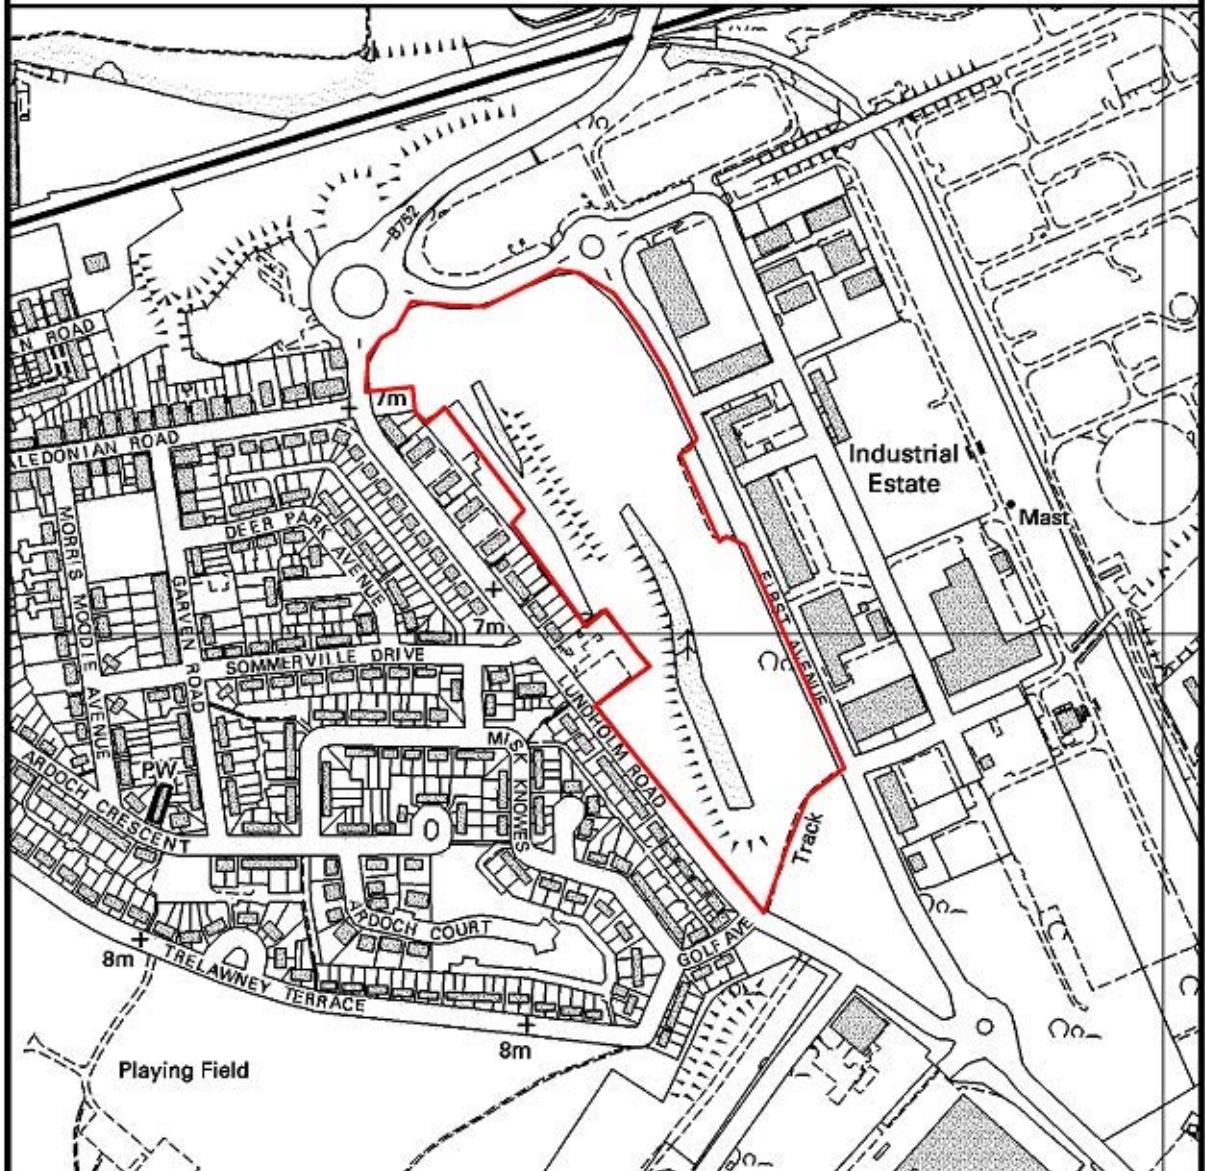 B752
C.F.
N ROAD
7m
ALEDONIAN ROAD
Industrial
Estate
Mast
DEER PARK AVENUE
MORRIS MOODIE AVENUE
GARVEN ROAD
7m
FIRST AVENUE
SOMMERVILLE DRIVE
LUNDHOLM ROAD
MISK KNOWES
PW
ARDOCH CRESCENT
Track
ARDOCH COURT
GOLF AVE
8m
TRELAWNEY TERRACE
8m
Playing Field